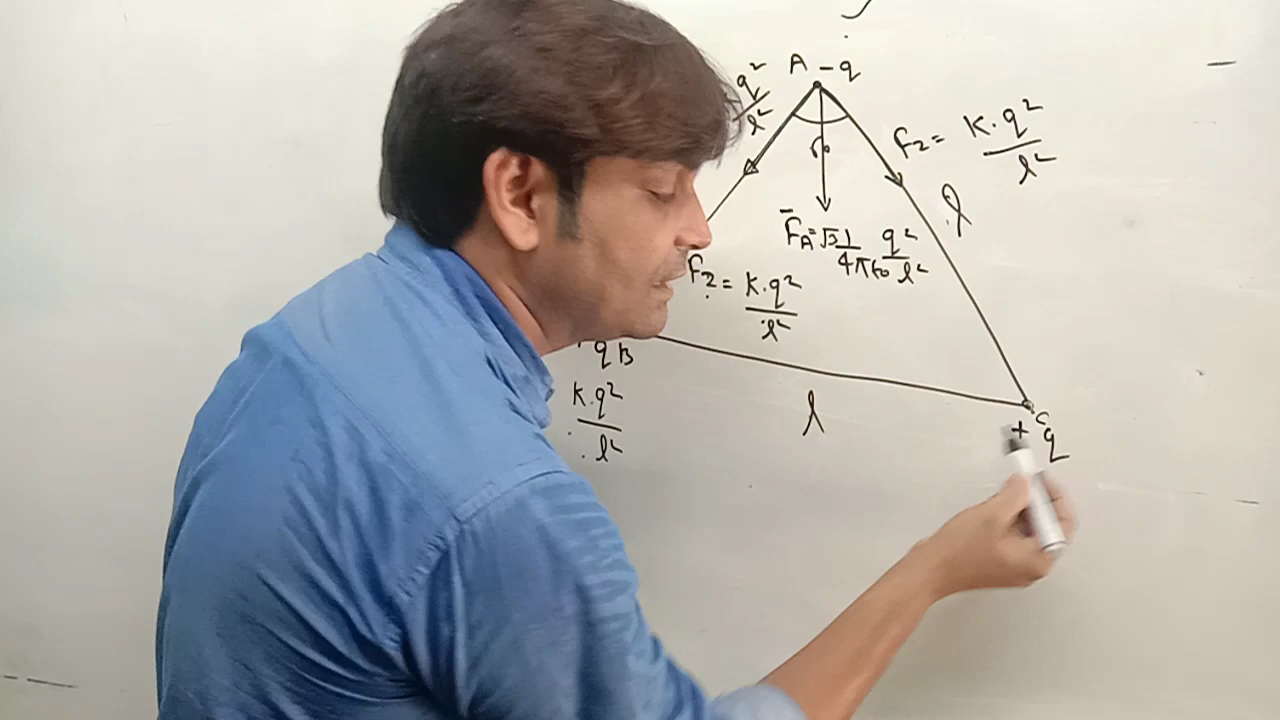 A -q
q²/l²
F₂ = K.q²/l²
l
F̄A = √3 1/4πε₀ q²/l²
F₂ = K.q²/l²
q B
K.q²/l²
l
C
+ q